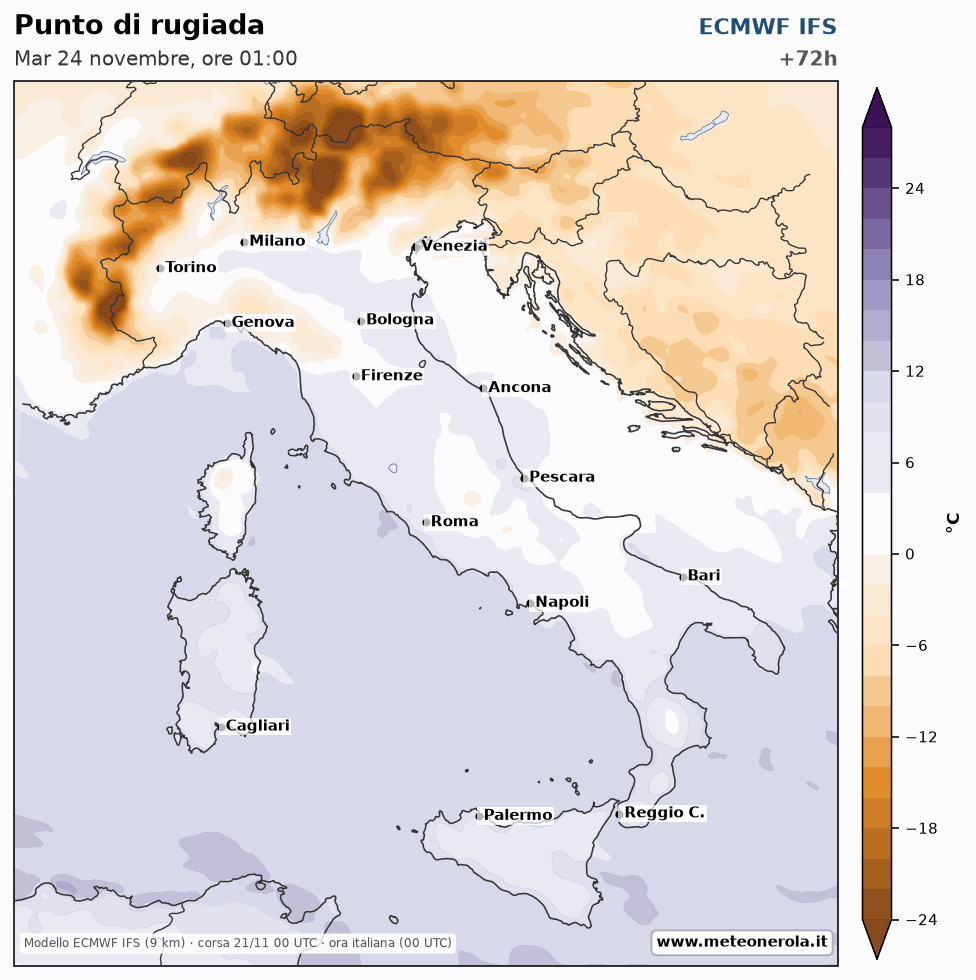 Punto di rugiada
ECMWF IFS
Mar 24 novembre, ore 01:00
+72h
Milano
Venezia
Torino
Genova
Bologna
Firenze
Ancona
Pescara
Roma
Bari
Napoli
Cagliari
Palermo
Reggio C.
24
18
12
6
0
−6
−12
−18
−24
°C
Modello ECMWF IFS (9 km) · corsa 21/11 00 UTC · ora italiana (00 UTC)
www.meteonerola.it